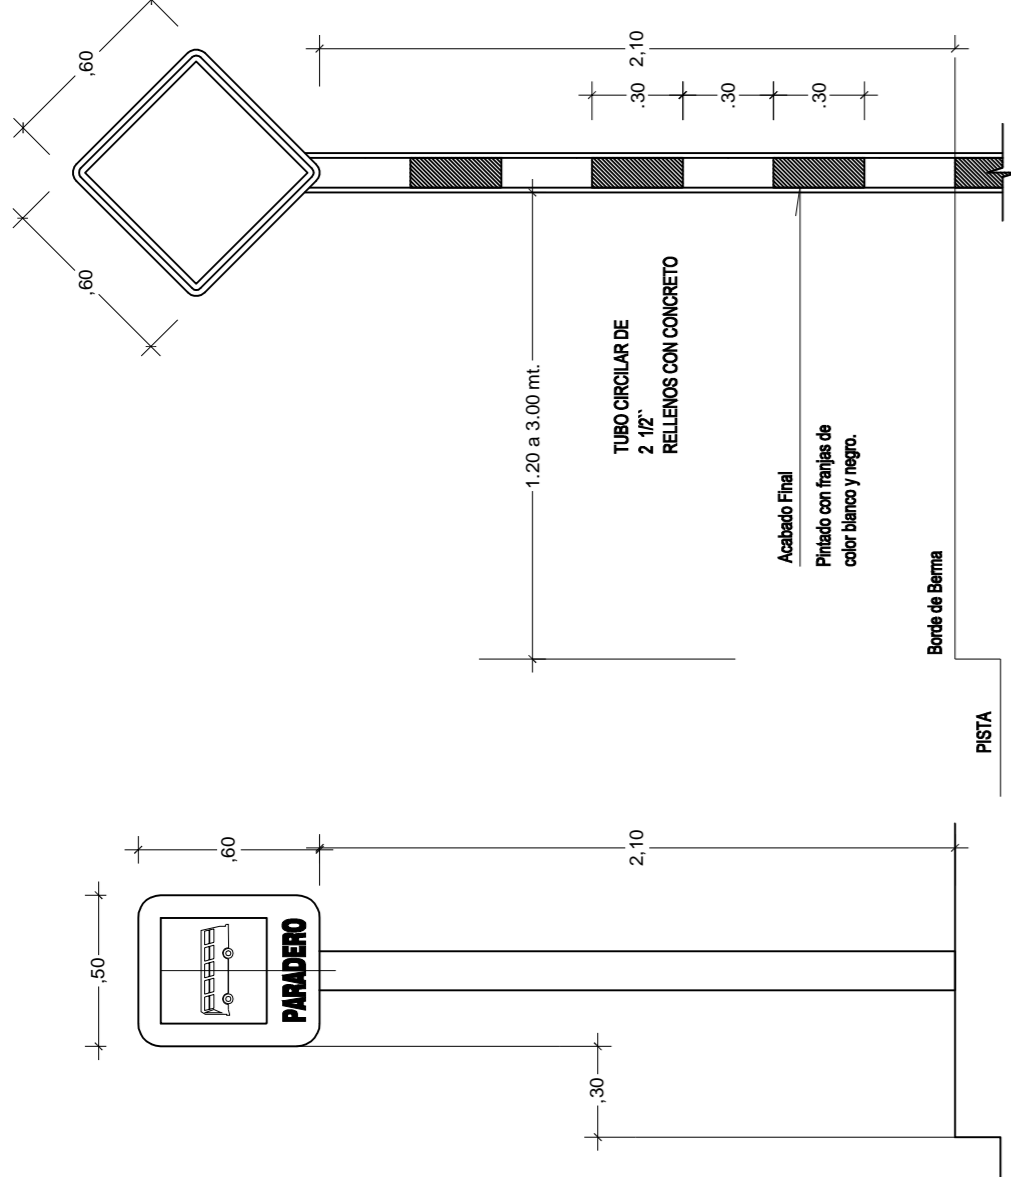 ,60
,60
2,10
.30
.30
.30
1.20 a 3.00 mt.
TUBO CIRCILAR DE
2 1/2``
RELLENOS CON CONCRETO
Acabado Final
Pintado con franjas de
color blanco y negro.
Borde de Berma
PISTA
,50
,60
PARADERO
2,10
,30